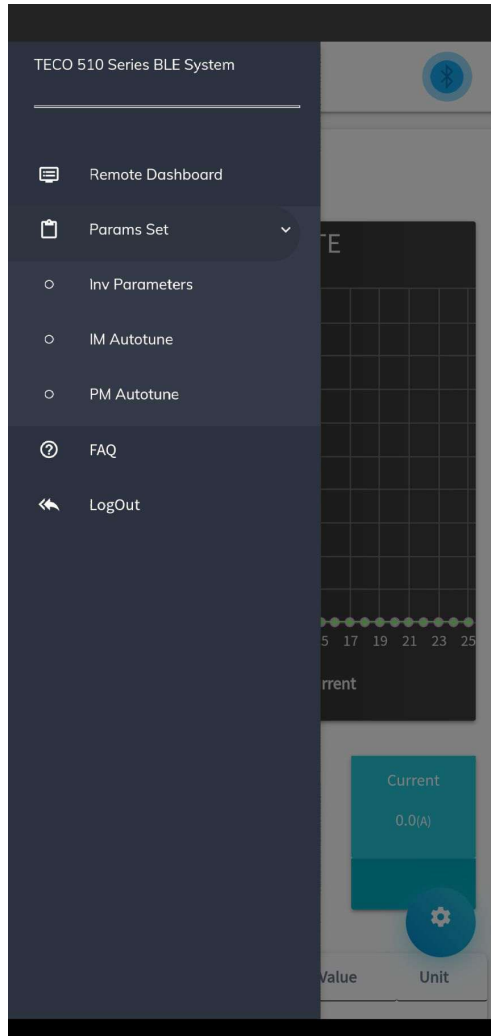 TECO 510 Series BLE System
Remote Dashboard
Params Set
Inv Parameters
IM Autotune
PM Autotune
FAQ
LogOut
TE
5 17 19 21 23 25
rrent
Current
0.0(A)
Value Unit